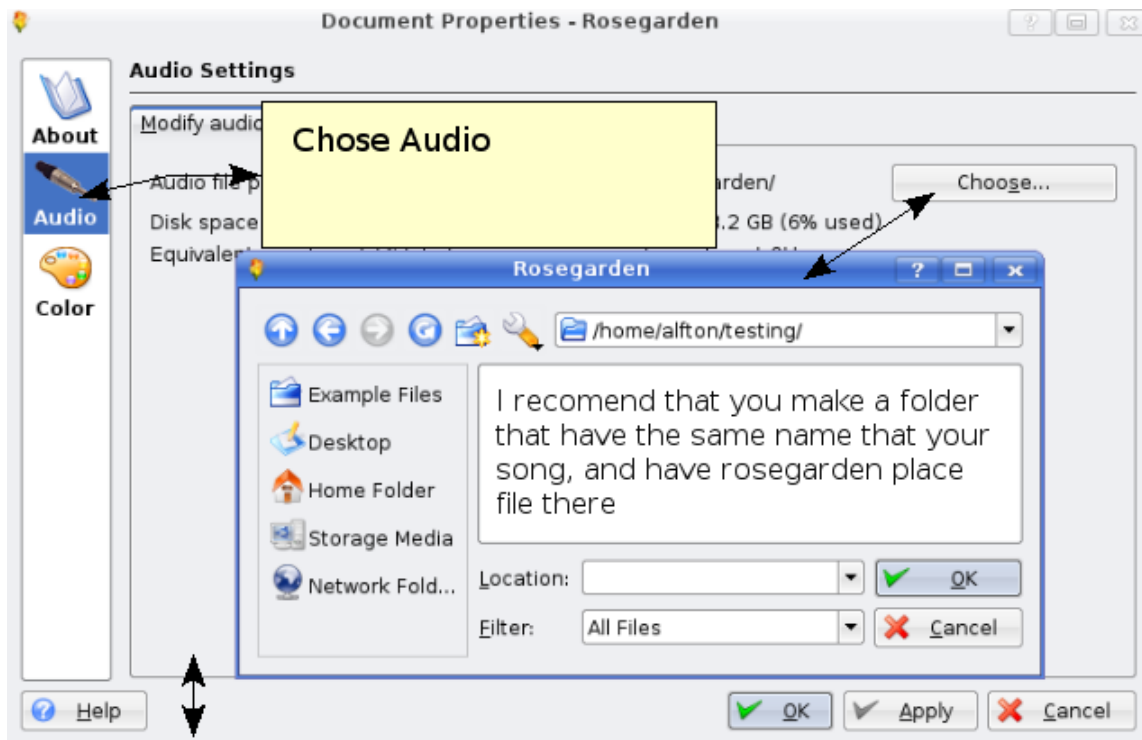 Document Properties - Rosegarden
Audio Settings
About
Audio
Color
Modify audio
Chose Audio
Audio file p
rden/
Choose...
Disk space
.2 GB (6% used)
Rosegarden
/home/alfton/testing/
Example Files
Desktop
Home Folder
Storage Media
Network Fold...
I recomend that you make a folder
that have the same name that your
song, and have rosegarden place
file there
Location:
OK
Filter:
All Files
Cancel
Help
OK
Apply
Cancel